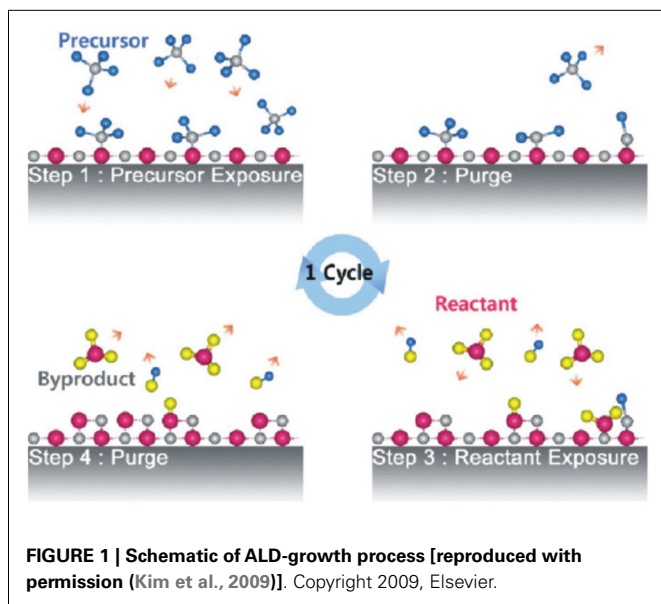 Precursor
Step 1 : Precursor Exposure
Step 2 : Purge
1 Cycle
Reactant
Byproduct
Step 4 : Purge
Step 3 : Reactant Exposure
FIGURE 1 | Schematic of ALD-growth process [reproduced with
permission (Kim et al., 2009)]. Copyright 2009, Elsevier.